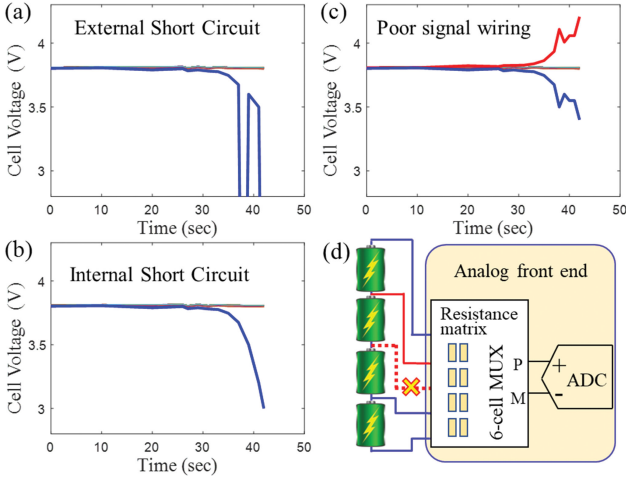 (a)
External Short Circuit
Cell Voltage (V)
4
3.5
3
0 10 20 30 40 50
Time (sec)
(c)
Poor signal wiring
Cell Voltage (V)
4
3.5
3
0 10 20 30 40 50
Time (sec)
(b)
Internal Short Circuit
Cell Voltage (V)
4
3.5
3
0 10 20 30 40 50
Time (sec)
(d)
Analog front end
Resistance
matrix
6-cell MUX
P
M
+
-
ADC